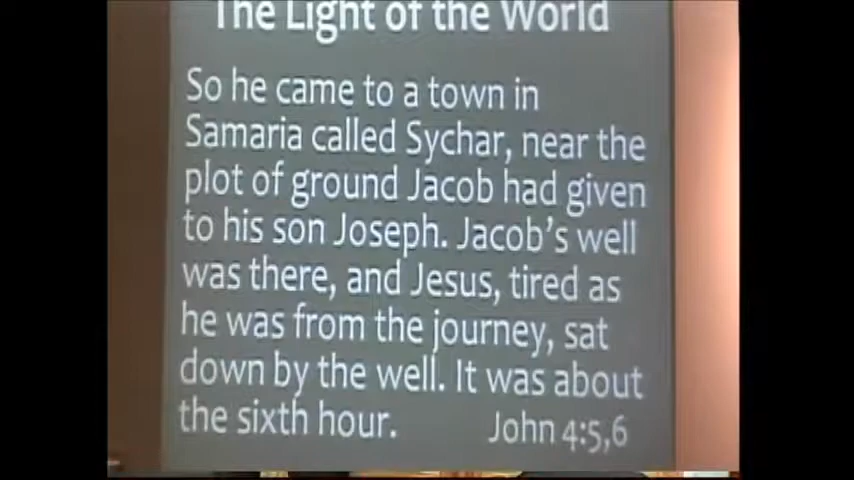 The Light of the World
So he came to a town in
Samaria called Sychar, near the
plot of ground Jacob had given
to his son Joseph. Jacob's well
was there, and Jesus, tired as
he was from the journey, sat
down by the well. It was about
the sixth hour. John 4:5,6